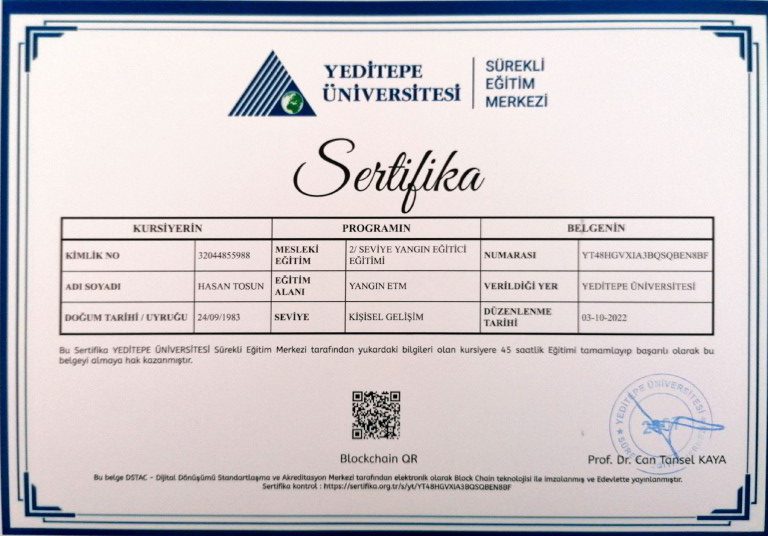 YEDİTEPE
ÜNİVERSİTESİ
SÜREKLİ
EĞİTİM
MERKEZİ
Sertifika
KURSİYERİN PROGRAMIN BELGENİN
KİMLİK NO 32044855988 MESLEKİ EĞİTİM 2/ SEVİYE YANGIN EĞİTİCİ EĞİTİMİ NUMARASI YT48HGVXIA3BQSQBEN8BF
ADI SOYADI HASAN TOSUN EĞİTİM ALANI YANGIN ETM VERİLDİĞİ YER YEDİTEPE ÜNİVERSİTESİ
DOĞUM TARİHİ / UYRUĞU 24/09/1983 SEVİYE KİŞİSEL GELİŞİM DÜZENLENME TARİHİ 03-10-2022
Bu Sertifika YEDİTEPE ÜNİVERSİTESİ Sürekli Eğitim Merkezi tarafından yukardaki bilgileri olan kursiyere 45 saatlik Eğitimi tamamlayıp başarılı olarak bu
belgeyi almaya hak kazanmıştır.
YEDİTEPE ÜNİVERSİTESİ
Blockchain QR
Prof. Dr. Can Tansel KAYA
Bu belge DSTAC - Dijital Dönüşümü Standartlaşma ve Akreditasyon Merkezi tarafından elektronik olarak Block Chain teknolojisi ile imzalanmış ve Edevlette yayınlanmıştır.
Sertifika kontrol : https://sertifika.org.tr/s/yt/YT48HGVXIA3BQSQBEN8BF